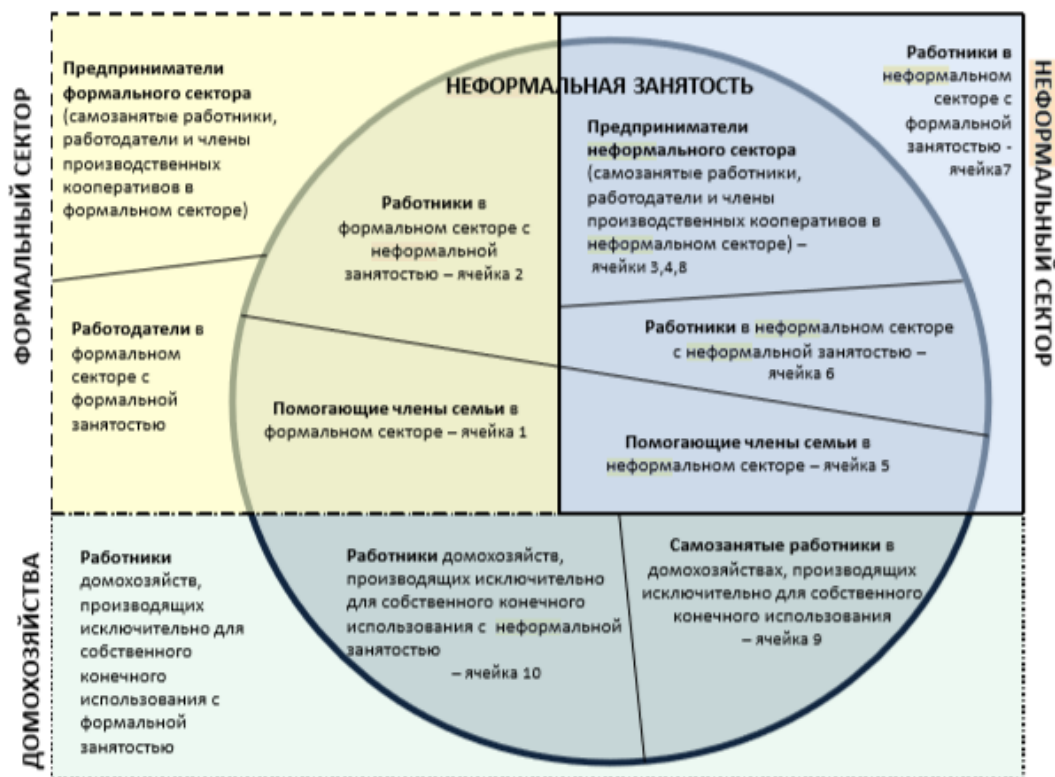 ФОРМАЛЬНЫЙ СЕКТОР
Предприниматели
формального сектора
(самозанятые работники,
работодатели и члены
производственных
кооперативов в
формальном секторе)
Работодатели в
формальном
секторе с
формальной
занятостью
НЕФОРМАЛЬНАЯ ЗАНЯТОСТЬ
Работники в
формальном секторе с
неформальной
занятостью – ячейка 2
Помогающие члены семьи в
формальном секторе – ячейка 1
Предприниматели
неформального сектора
(самозанятые работники,
работодатели и члены
производственных кооперативов в
неформальном секторе) –
ячейки 3,4,8
Работники в неформальном секторе
с неформальной занятостью –
ячейка 6
Помогающие члены семьи в
неформальном секторе – ячейка 5
Работники в
неформальном
секторе с
формальной
занятостью -
ячейка7
НЕФОРМАЛЬНЫЙ СЕКТОР
ДОМОХОЗЯЙСТВА
Работники
домохозяйств,
производящих
исключительно для
собственного
конечного
использования с
формальной
занятостью
Работники домохозяйств,
производящих исключительно
для собственного конечного
использования с неформальной
занятостью
– ячейка 10
Самозанятые работники в
домохозяйствах, производящих
исключительно для собственного
конечного использования
– ячейка 9